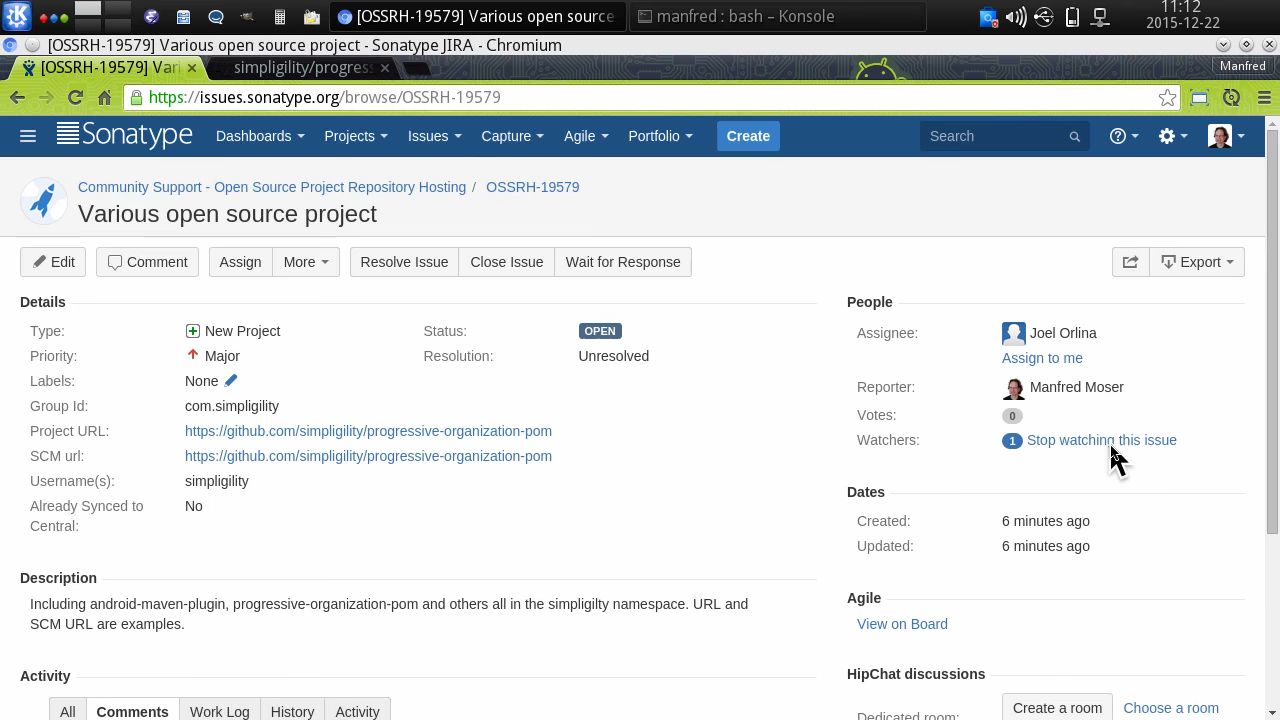 [OSSRH-19579] Various open source
manfred : bash – Konsole
11:12
2015-12-22
[OSSRH-19579] Various open source project - Sonatype JIRA - Chromium
[OSSRH-19579] Vari
simpligility/progres
Manfred
https://issues.sonatype.org/browse/OSSRH-19579
Sonatype Dashboards Projects Issues Capture Agile Portfolio Create Search
Community Support - Open Source Project Repository Hosting / OSSRH-19579
Various open source project
Edit Comment Assign More Resolve Issue Close Issue Wait for Response Export
Details
Type: New Project
Status: OPEN
Priority: Major
Resolution: Unresolved
Labels: None
Group Id: com.simpligility
Project URL: https://github.com/simpligility/progressive-organization-pom
SCM url: https://github.com/simpligility/progressive-organization-pom
Username(s): simpligility
Already Synced to Central: No
People
Assignee: Joel Orlina
Assign to me
Reporter: Manfred Moser
Votes: 0
Watchers: 1 Stop watching this issue
Dates
Created: 6 minutes ago
Updated: 6 minutes ago
Description
Including android-maven-plugin, progressive-organization-pom and others all in the simpligilty namespace. URL and
SCM URL are examples.
Agile
View on Board
Activity
All Comments Work Log History Activity
HipChat discussions
Dedicated room: Create a room Choose a room